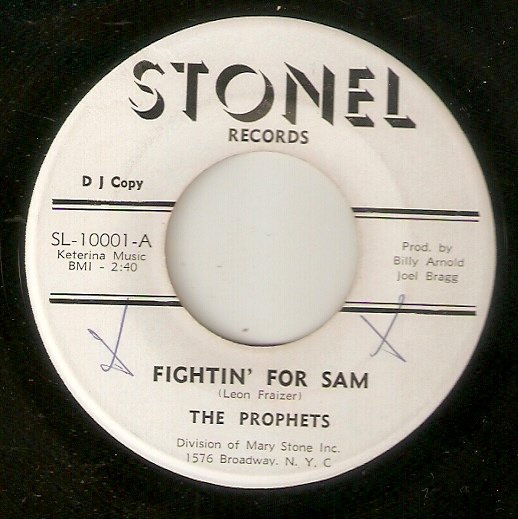 STONEL
RECORDS
D J Copy
SL-10001-A
Keterina Music
BMI - 2:40
Prod. by
Billy Arnold
Joel Bragg
FIGHTIN' FOR SAM
(Leon Fraizer)
THE PROPHETS
Division of Mary Stone Inc.
1576 Broadway. N. Y. C